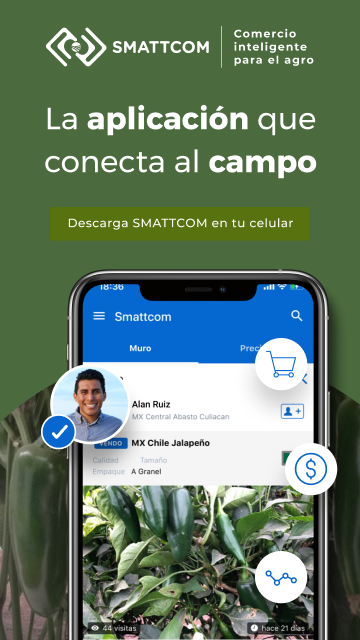 SMATTCOM
Comercio
inteligente
para el agro
La aplicación que
conecta al campo
Descarga SMATTCOM en tu celular
18:36
Smattcom
Muro
Alan Ruiz
MX Central Abasto Culiacan
VENDO MX Chile Jalapeño
Calidad Tamaño
Empaque A Granel
44 visitas
hace 21 días